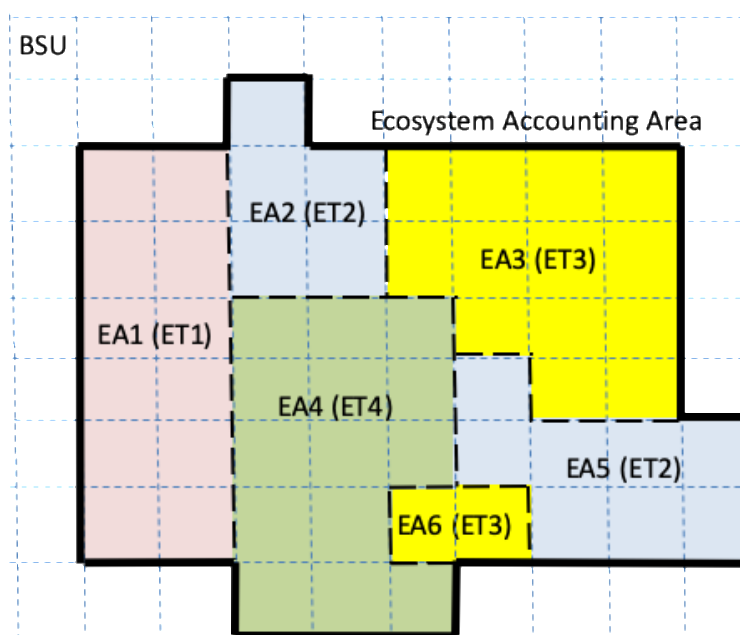 BSU
Ecosystem Accounting Area
EA2 (ET2)
EA3 (ET3)
EA1 (ET1)
EA4 (ET4)
EA5 (ET2)
EA6 (ET3)